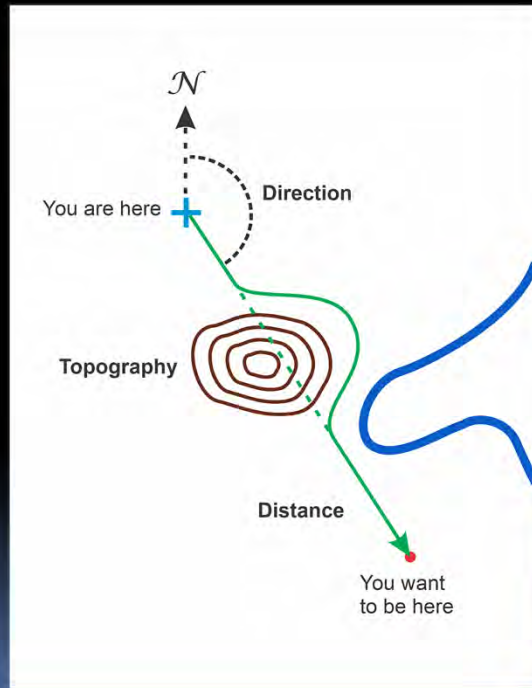 N
You are here
Direction
Topography
Distance
You want
to be here